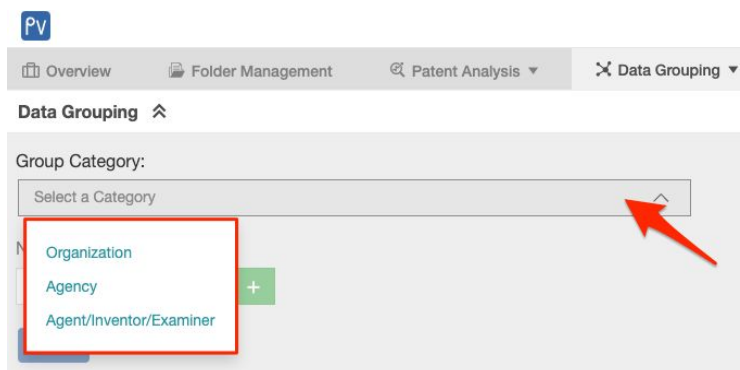 PV
Overview Folder Management Patent Analysis Data Grouping
Data Grouping
Group Category:
Select a Category
N
Organization
Agency +
Agent/Inventor/Examiner